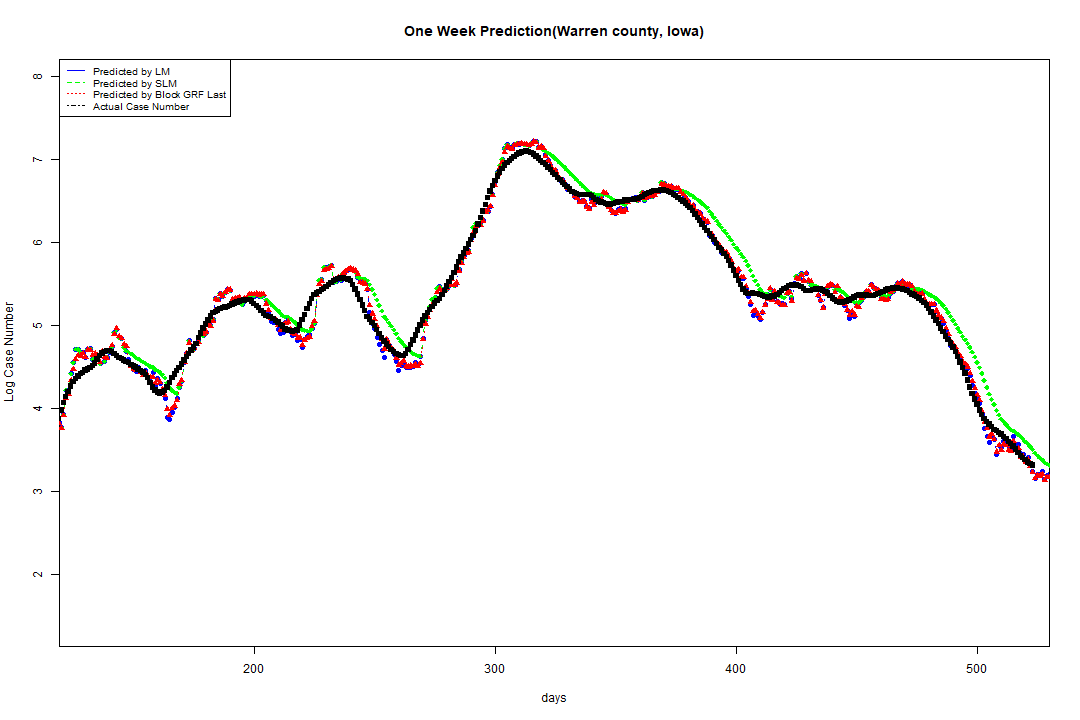 One Week Prediction(Warren county, Iowa)
Predicted by LM
Predicted by SLM
Predicted by Block GRF Last
Actual Case Number
8
7
6
5
4
3
2
Log Case Number
200 300 400 500
days